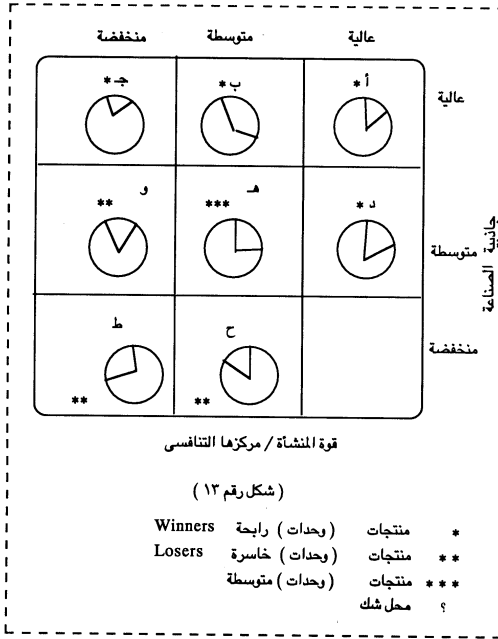 عالية متوسطة منخفضة
عالية
أ *
ب *
جـ *
جاذبية الصناعة
متوسطة
د *
هـ ***
و **
منخفضة
ح **
ط **
قوة المنشأة / مركزها التنافسى
( شكل رقم ١٣ )
* منتجات ( وحدات ) رابحة Winners
** منتجات ( وحدات ) خاسرة Losers
*** منتجات ( وحدات ) متوسطة
؟ محل شك